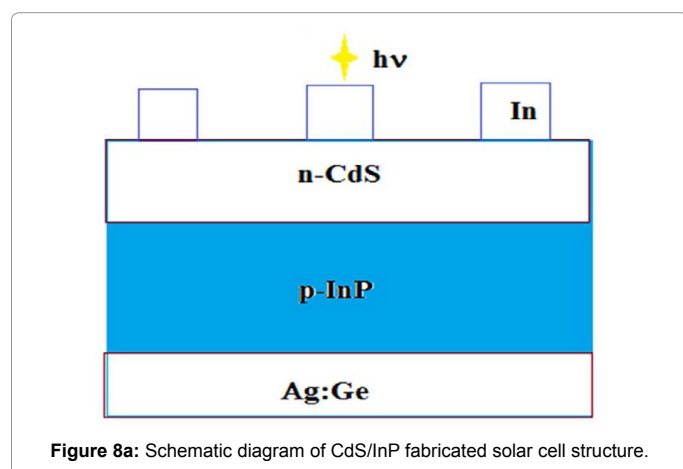 hν
In
n-CdS
p-InP
Ag:Ge
Figure 8a: Schematic diagram of CdS/InP fabricated solar cell structure.